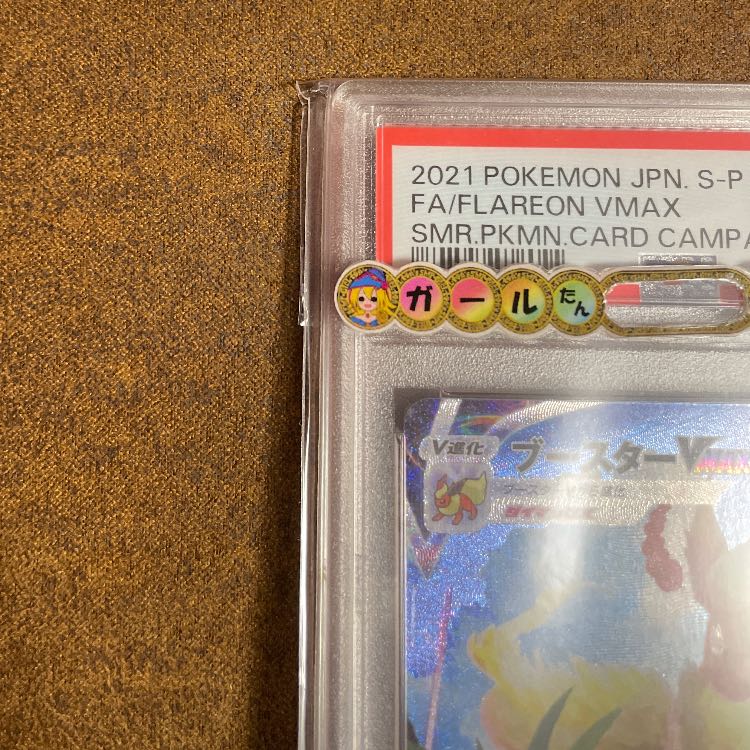 2021 POKEMON JPN. S-P
FA/FLAREON VMAX
SMR.PKMN.CARD CAMPA
ガールたん
V進化
ブースターV